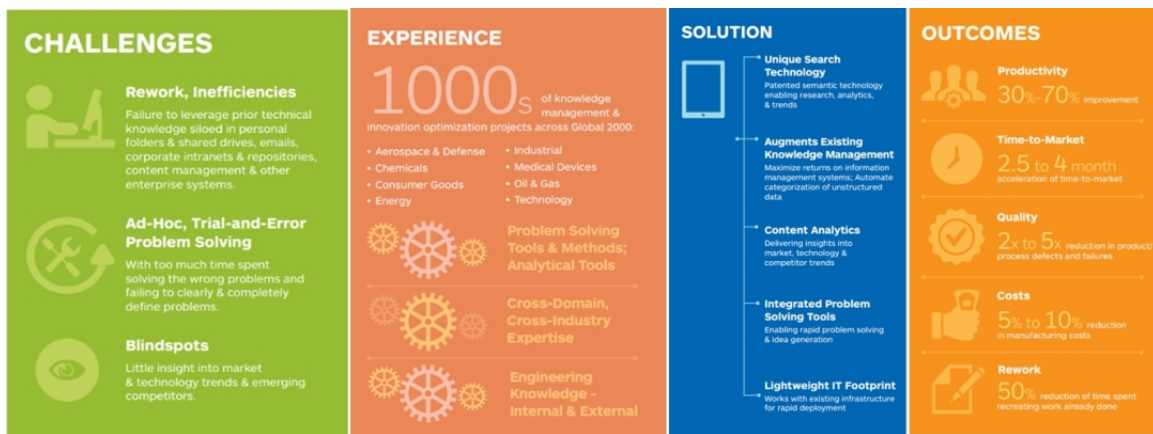 CHALLENGES
Rework, Inefficiencies
Failure to leverage prior technical
knowledge siloed in personal
folders & shared drives, emails,
corporate intranets & repositories,
content management & other
enterprise systems.
Ad-Hoc, Trial-and-Error
Problem Solving
With too much time spent
solving the wrong problems and
failing to clearly & completely
define problems.
Blindspots
Little insight into market
& technology trends & emerging
competitors.
EXPERIENCE
1000s of knowledge
management &
innovation optimization projects across Global 2000:
• Aerospace & Defense
• Chemicals
• Consumer Goods
• Energy
• Industrial
• Medical Devices
• Oil & Gas
• Technology
Problem Solving
Tools & Methods;
Analytical Tools
Cross-Domain,
Cross-Industry
Expertise
Engineering
Knowledge -
Internal & External
SOLUTION
Unique Search
Technology
Patented semantic technology
enabling research, analytics,
& trends
Augments Existing
Knowledge Management
Maximize returns on information
management systems; Automate
categorization of unstructured
data
Content Analytics
Delivering insights into
market, technology &
competitor trends
Integrated Problem
Solving Tools
Enabling rapid problem solving
& idea generation
Lightweight IT Footprint
Works with existing infrastructure
for rapid deployment
OUTCOMES
Productivity
30%-70% improvement
Time-to-Market
2.5 to 4 month
acceleration of time-to-market
Quality
2x to 5x reduction in product/
process defects and failures
Costs
5% to 10% reduction
in manufacturing costs
Rework
50% reduction of time spent
recreating work already done